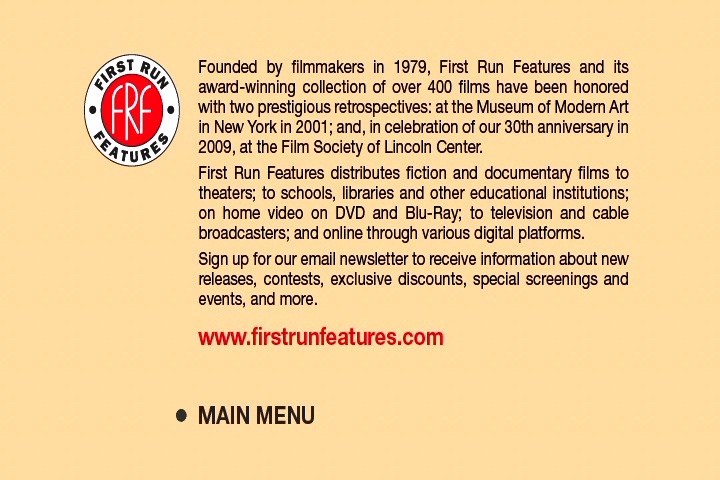 FIRST RUN
FRF
FEATURES
Founded by filmmakers in 1979, First Run Features and its
award-winning collection of over 400 films have been honored
with two prestigious retrospectives: at the Museum of Modern Art
in New York in 2001; and, in celebration of our 30th anniversary in
2009, at the Film Society of Lincoln Center.
First Run Features distributes fiction and documentary films to
theaters; to schools, libraries and other educational institutions;
on home video on DVD and Blu-Ray; to television and cable
broadcasters; and online through various digital platforms.
Sign up for our email newsletter to receive information about new
releases, contests, exclusive discounts, special screenings and
events, and more.
www.firstrunfeatures.com
MAIN MENU